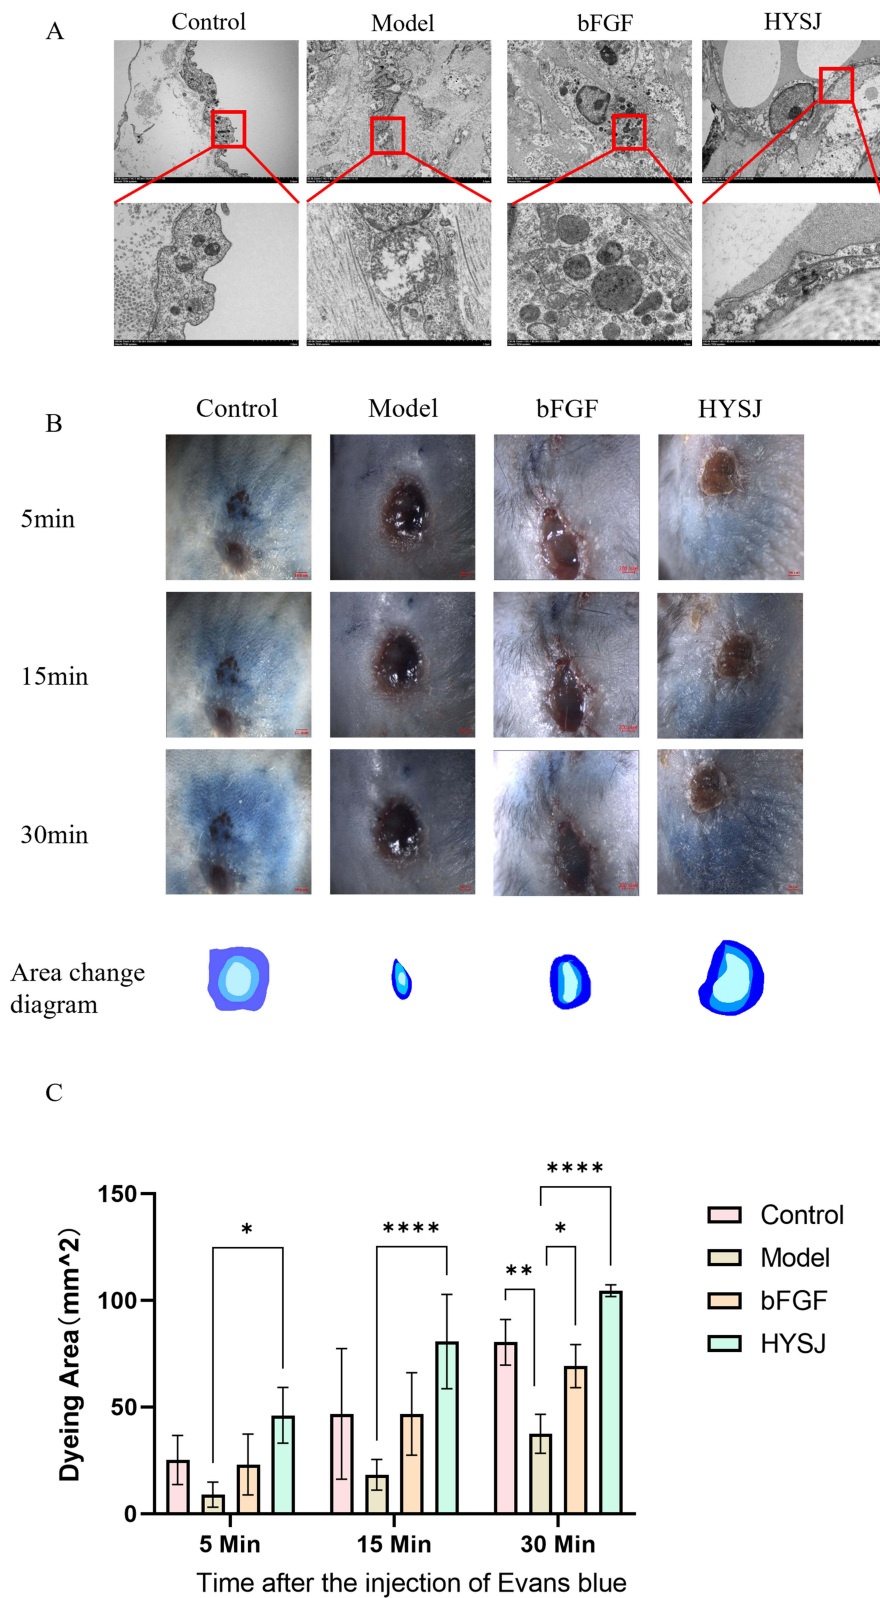 A
Control
Model
bFGF
HYSJ
B
Control
Model
bFGF
HYSJ
5min
15min
30min
Area change
diagram
C
Dyeing Area(mm^2)
150
100
50
0
*
****
**
*
****
5 Min
15 Min
30 Min
Time after the injection of Evans blue
Control
Model
bFGF
HYSJ